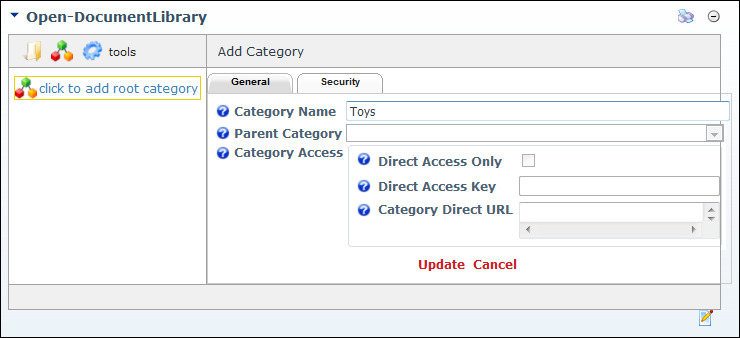 Open-DocumentLibrary
tools
Add Category
click to add root category
General
Security
Category Name
Toys
Parent Category
Category Access
Direct Access Only
Direct Access Key
Category Direct URL
Update Cancel